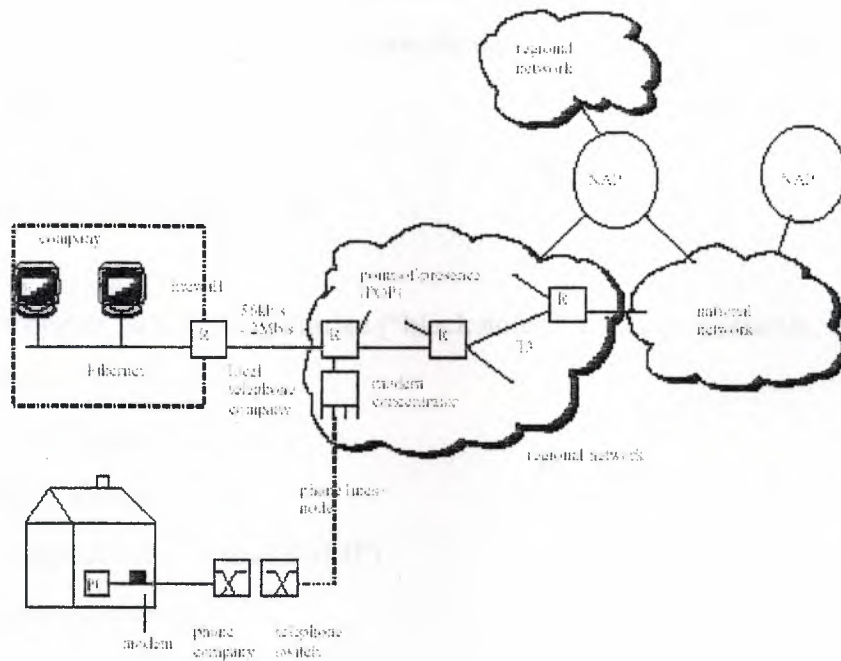 regional
network
NAP
NAP
company
firewall
56kb/s
- 2Mb/s
point-of-presence
(POP)
R
R
R
R
T3
national
network
Ethernet
local
telephone
company
modem
concentrator
regional network
phone lines
node
PC
modem
phone
company
telephone
switch